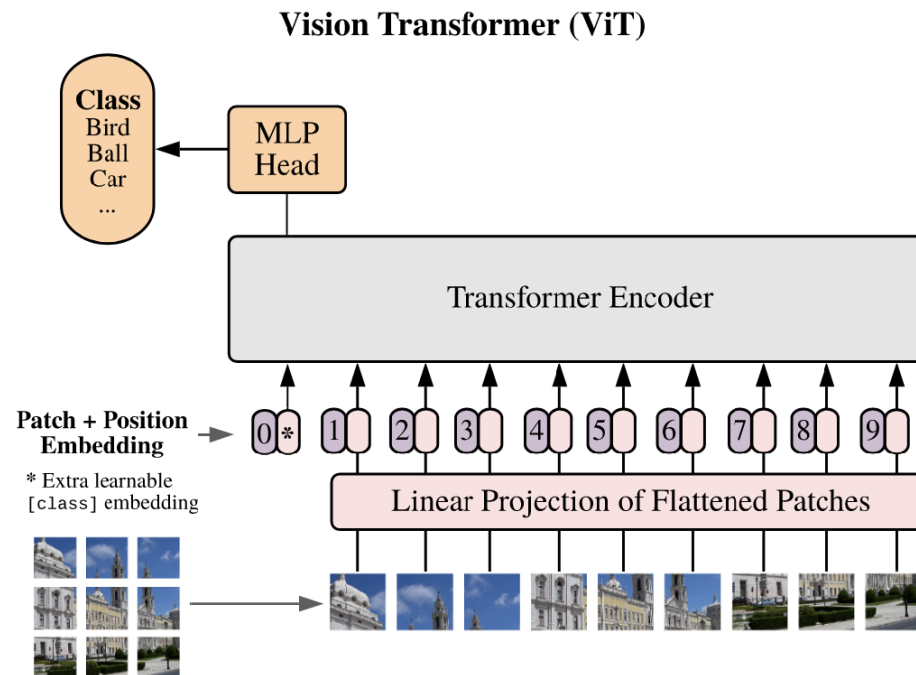 Vision Transformer (ViT)
Class
Bird
Ball
Car
...
MLP
Head
Transformer Encoder
Patch + Position
Embedding
0 * 1 2 3 4 5 6 7 8 9
* Extra learnable
[class] embedding
Linear Projection of Flattened Patches